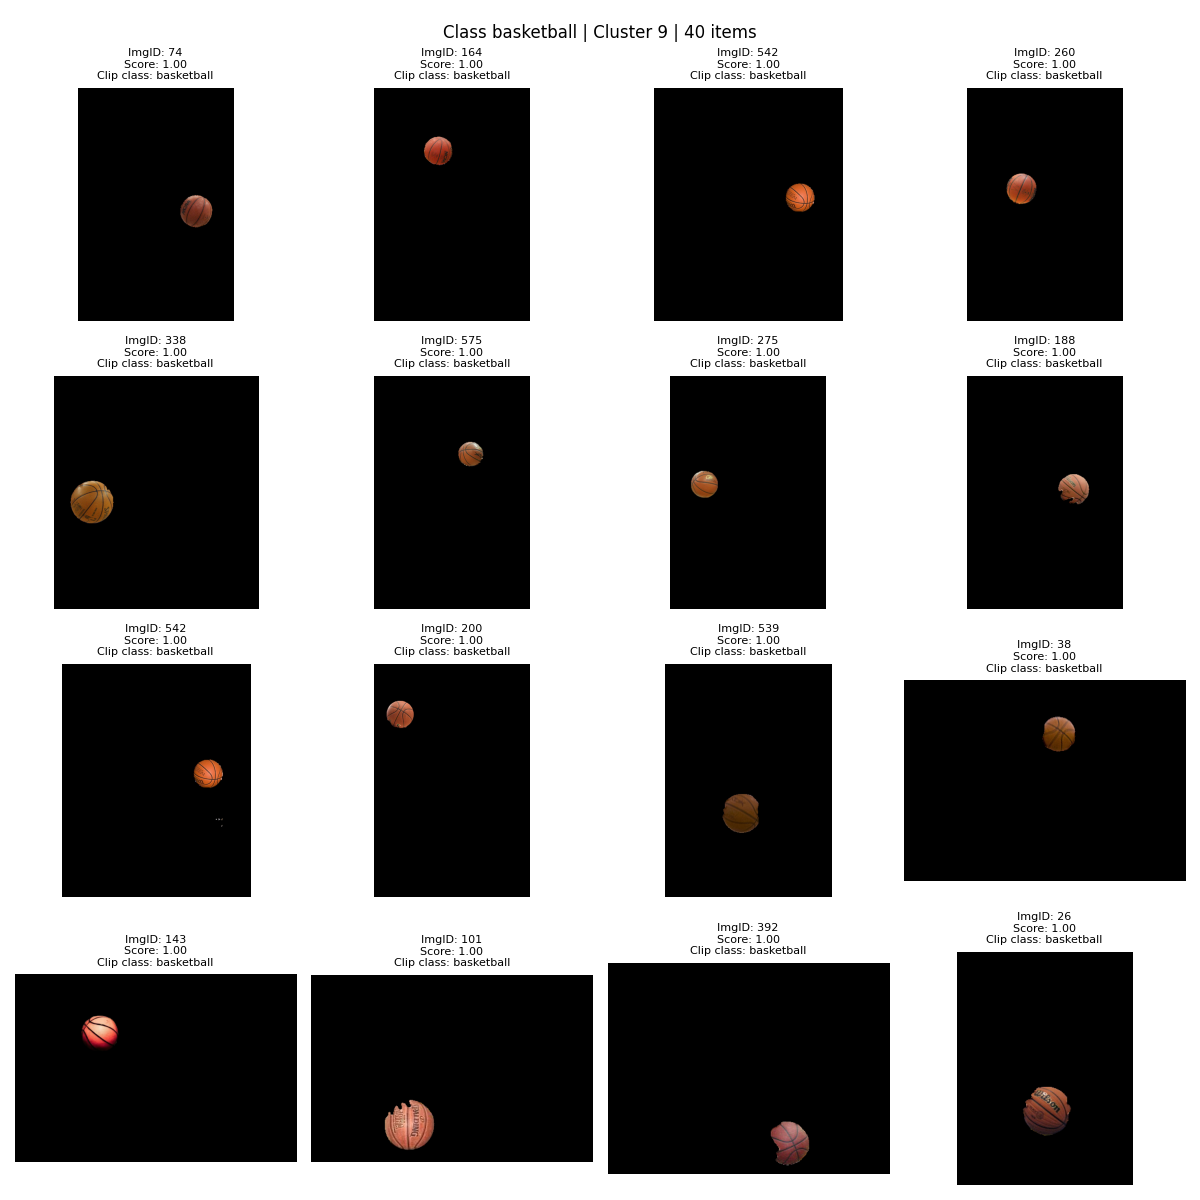 Class basketball | Cluster 9 | 40 items
ImgID: 74
Score: 1.00
Clip class: basketball
ImgID: 164
Score: 1.00
Clip class: basketball
ImgID: 542
Score: 1.00
Clip class: basketball
ImgID: 260
Score: 1.00
Clip class: basketball
ImgID: 338
Score: 1.00
Clip class: basketball
ImgID: 575
Score: 1.00
Clip class: basketball
ImgID: 275
Score: 1.00
Clip class: basketball
ImgID: 188
Score: 1.00
Clip class: basketball
ImgID: 542
Score: 1.00
Clip class: basketball
ImgID: 200
Score: 1.00
Clip class: basketball
ImgID: 539
Score: 1.00
Clip class: basketball
ImgID: 38
Score: 1.00
Clip class: basketball
ImgID: 143
Score: 1.00
Clip class: basketball
ImgID: 101
Score: 1.00
Clip class: basketball
SPALDING
ImgID: 392
Score: 1.00
Clip class: basketball
ImgID: 26
Score: 1.00
Clip class: basketball
Wilson